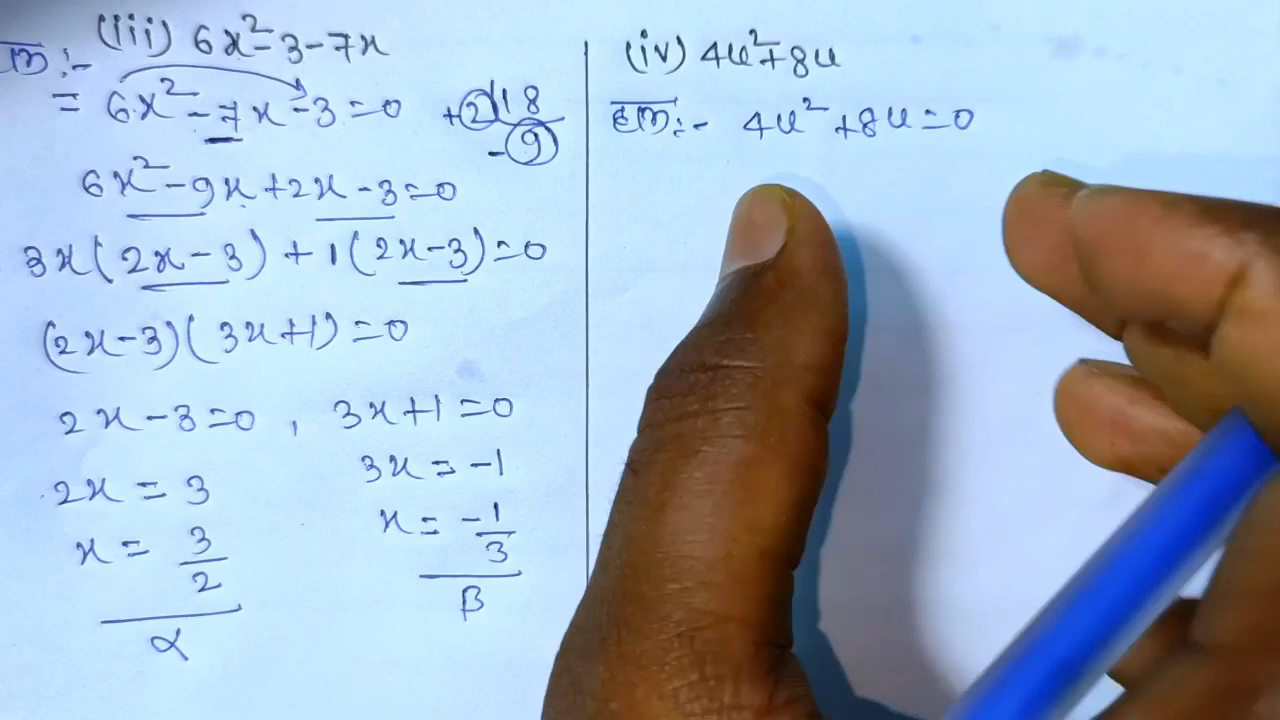 (iii) 6x² - 3 - 7x
हल :-
= 6x² - 7x - 3 = 0
+2 | 18
-9
6x² - 9x + 2x - 3 = 0
3x(2x - 3) + 1(2x - 3) = 0
(2x - 3)(3x + 1) = 0
2x - 3 = 0 , 3x + 1 = 0
2x = 3
3x = -1
x = 3/2
x = -1/3
α
β
(iv) 4u² + 8u
हल :- 4u² + 8u = 0